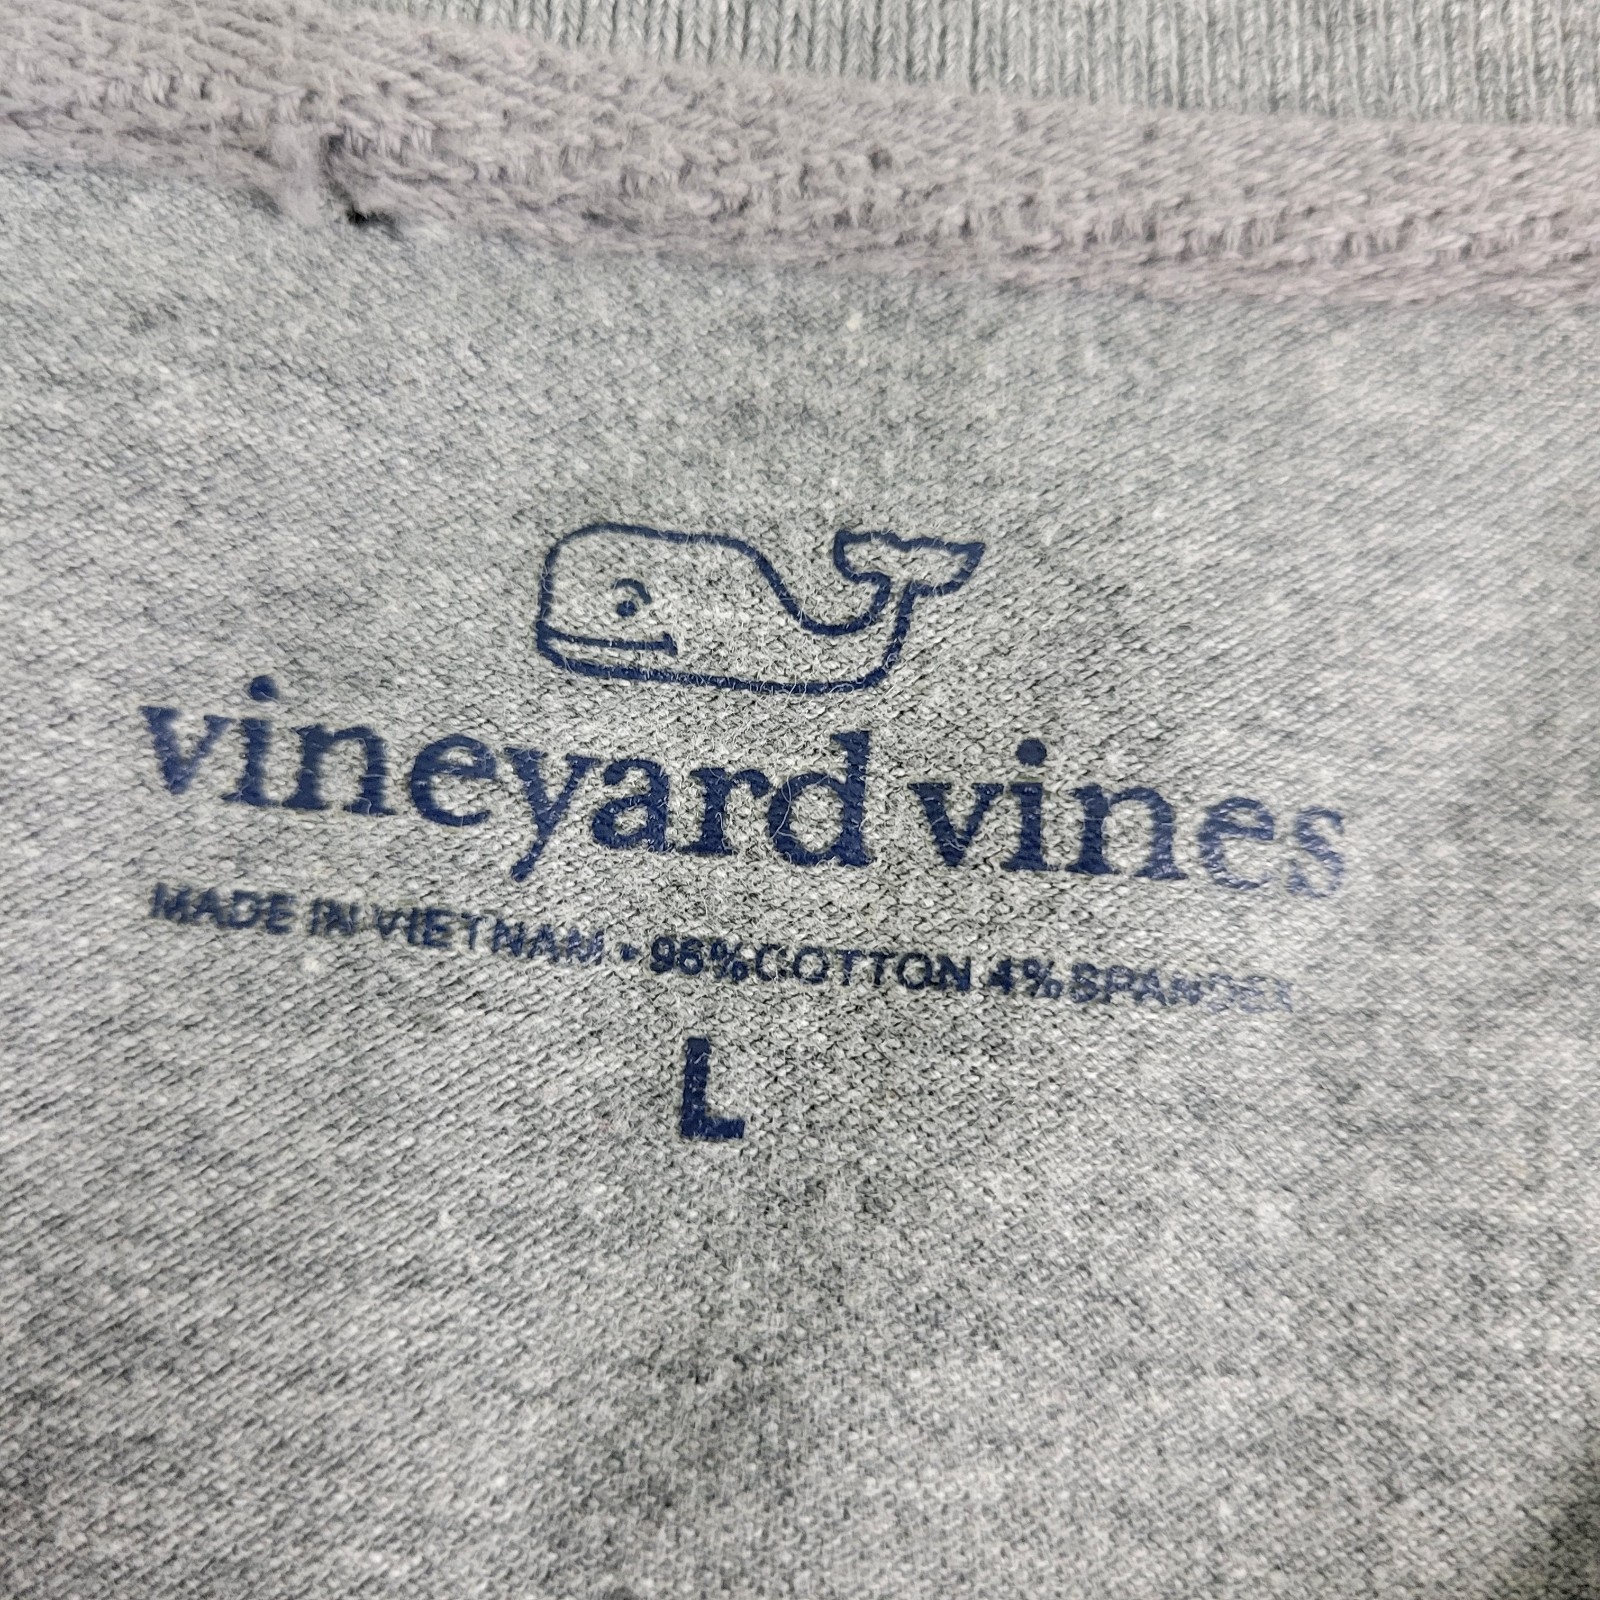 vineyard vines
MADE IN VIETNAM • 96% COTTON 4% SPANDEX
L